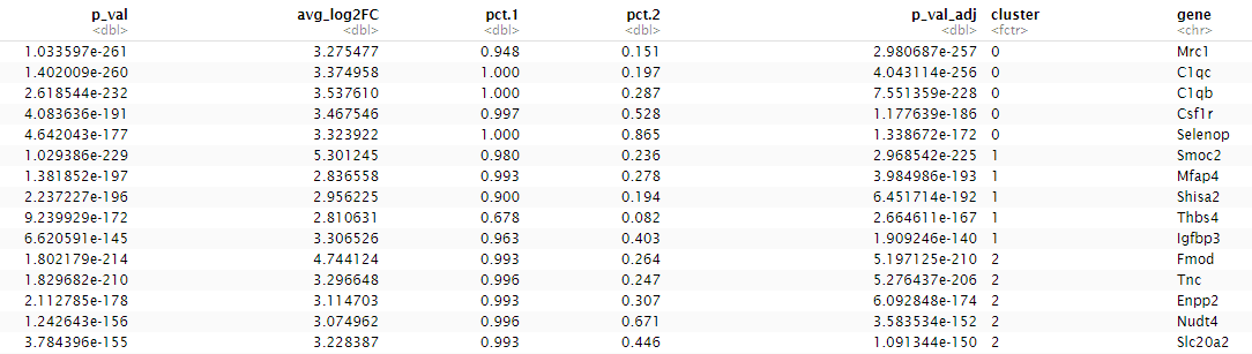 p_val avg_log2FC pct.1 pct.2 p_val_adj cluster gene
<dbl> <dbl> <dbl> <dbl> <dbl> <fctr> <chr>
1.033597e-261 3.275477 0.948 0.151 2.980687e-257 0 Mrc1
1.402009e-260 3.374958 1.000 0.197 4.043114e-256 0 C1qc
2.618544e-232 3.537610 1.000 0.287 7.551359e-228 0 C1qb
4.083636e-191 3.467546 0.997 0.528 1.177639e-186 0 Csf1r
4.642043e-177 3.323922 1.000 0.865 1.338672e-172 0 Selenop
1.029386e-229 5.301245 0.980 0.236 2.968542e-225 1 Smoc2
1.381852e-197 2.836558 0.993 0.278 3.984986e-193 1 Mfap4
2.237227e-196 2.956225 0.900 0.194 6.451714e-192 1 Shisa2
9.239929e-172 2.810631 0.678 0.082 2.664611e-167 1 Thbs4
6.620591e-145 3.306526 0.963 0.403 1.909246e-140 1 Igfbp3
1.802179e-214 4.744124 0.993 0.264 5.197125e-210 2 Fmod
1.829682e-210 3.296648 0.996 0.247 5.276437e-206 2 Tnc
2.112785e-178 3.114703 0.993 0.307 6.092848e-174 2 Enpp2
1.242643e-156 3.074962 0.996 0.671 3.583534e-152 2 Nudt4
3.784396e-155 3.228387 0.993 0.446 1.091344e-150 2 Slc20a2